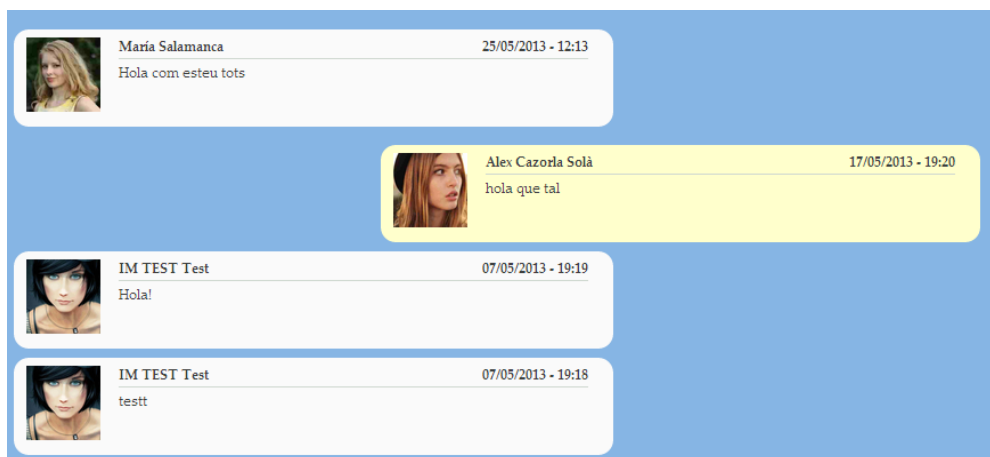 María Salamanca 25/05/2013 - 12:13
Hola com esteu tots
Alex Cazorla Solà 17/05/2013 - 19:20
hola que tal
IM TEST Test 07/05/2013 - 19:19
Hola!
IM TEST Test 07/05/2013 - 19:18
testt